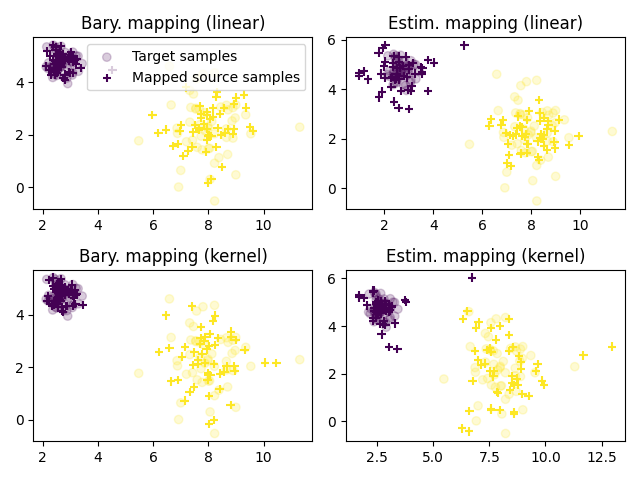 Bary. mapping (linear)
Target samples
Mapped source samples
4
2
0
2 4 6 8 10
Estim. mapping (linear)
6
4
2
0
2 4 6 8 10
Bary. mapping (kernel)
4
2
0
2 4 6 8 10
Estim. mapping (kernel)
6
4
2
0
2.5 5.0 7.5 10.0 12.5